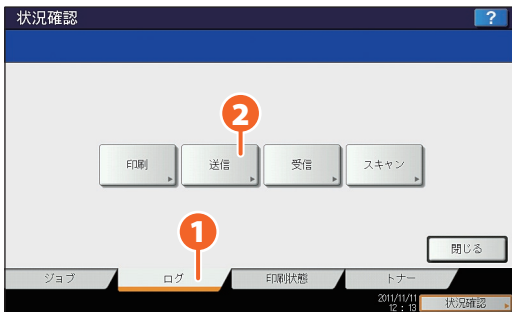 状況確認 ?
2
印刷 送信 受信 スキャン
1
閉じる
ジョブ ログ 印刷状態 トナー
2011/11/11
12 : 13 状況確認